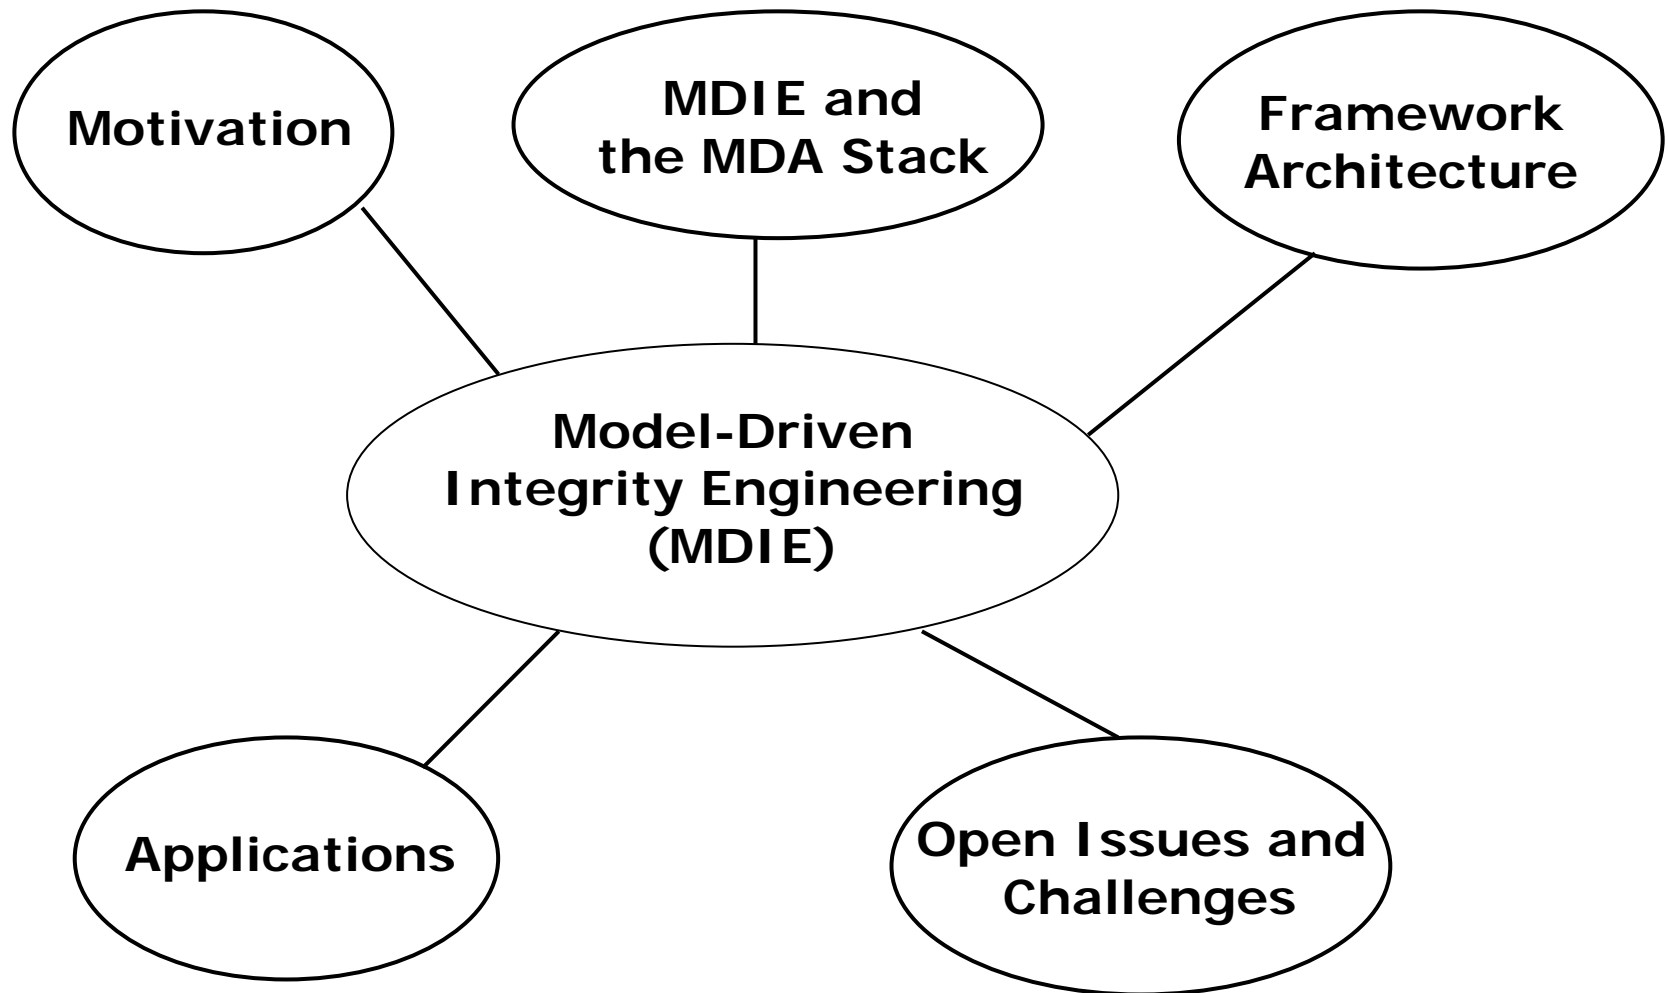 Motivation
MDIE and
the MDA Stack
Framework
Architecture
Model-Driven
Integrity Engineering
(MDIE)
Applications
Open Issues and
Challenges